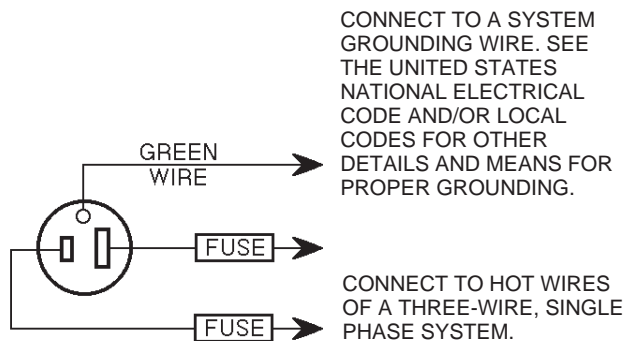 CONNECT TO A SYSTEM
GROUNDING WIRE. SEE
THE UNITED STATES
NATIONAL ELECTRICAL
CODE AND/OR LOCAL
CODES FOR OTHER
DETAILS AND MEANS FOR
PROPER GROUNDING.
GREEN
WIRE
FUSE
CONNECT TO HOT WIRES
OF A THREE-WIRE, SINGLE
PHASE SYSTEM.
FUSE